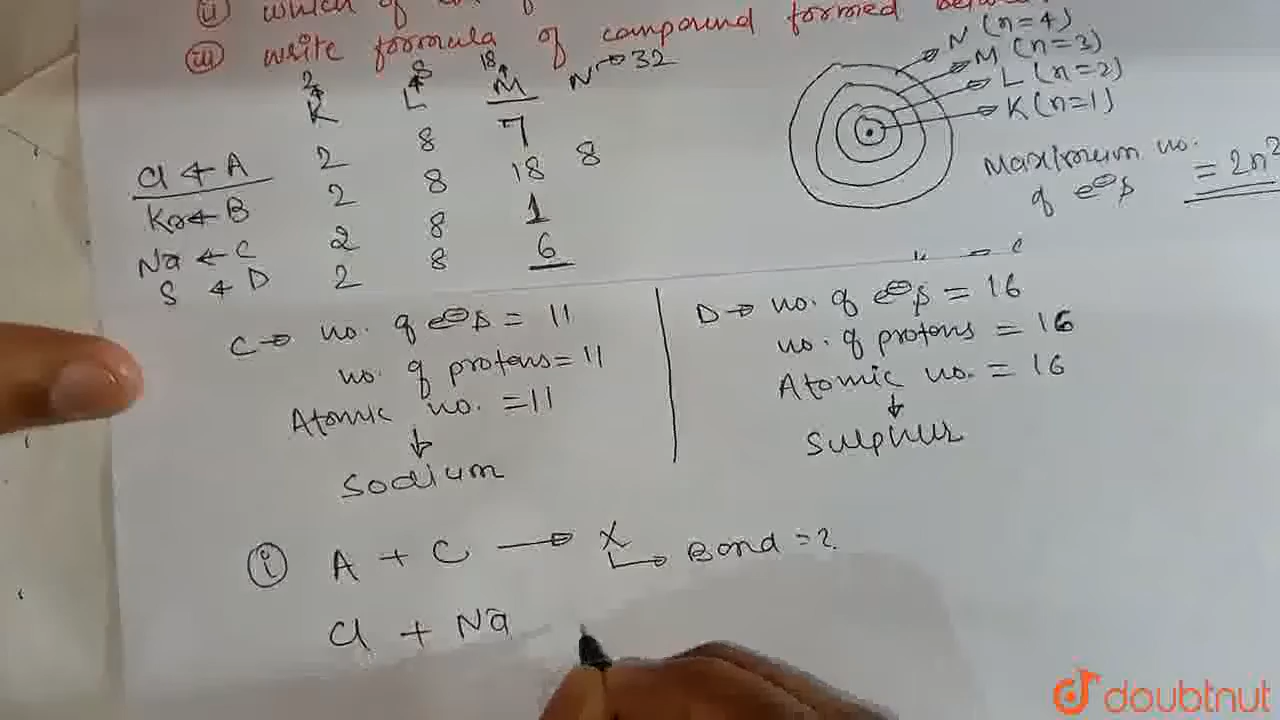 ii which of
iii write formula of compound formed
2 8 18
K L M N → 32
N (n=4)
M (n=3)
L (n=2)
K (n=1)
Cl ← A 2 8 7
Kr ← B 2 8 18 8
Na ← C 2 8 1
S ← D 2 8 6
Maximum no.
of e⊖s = 2n²
C → no. of e⊖s = 11
no. of protons = 11
Atomic no. = 11
↓
Sodium
D → no. of e⊖s = 16
no. of protons = 16
Atomic no. = 16
↓
Sulphur
i A + C → X
Bond = ?
Cl + Na
doubtnut